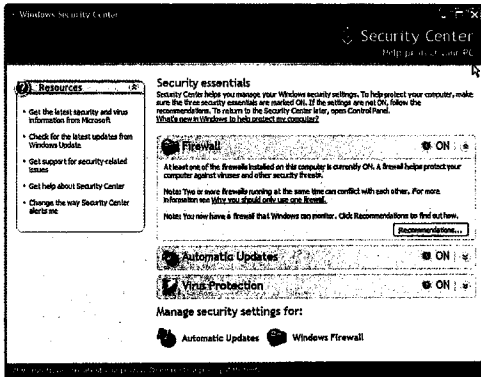 Windows Security Center
Security Center
Help protect your PC
Resources
Get the latest security and virus
information from Microsoft
Check for the latest updates from
Windows Update
Get support for security-related
issues
Get help about Security Center
Change the way Security Center
alerts me
Security essentials
Security Center helps you manage your Windows security settings. To help protect your computer, make
sure the three security essentials are marked ON. If the settings are not ON, follow the
recommendations. To return to the Security Center later, open Control Panel.
What's new in Windows to help protect my computer?
Firewall
ON
At least one of the firewalls installed on this computer is currently ON. A firewall helps protect your
computer against viruses and other security threats.
Note: Two or more firewalls running at the same time can conflict with each other. For more
information see Why you should only use one firewall.
Note: You now have a firewall that Windows can monitor. Click Recommendations to find out how.
Recommendations...
Automatic Updates
ON
Virus Protection
ON
Manage security settings for:
Automatic Updates
Windows Firewall